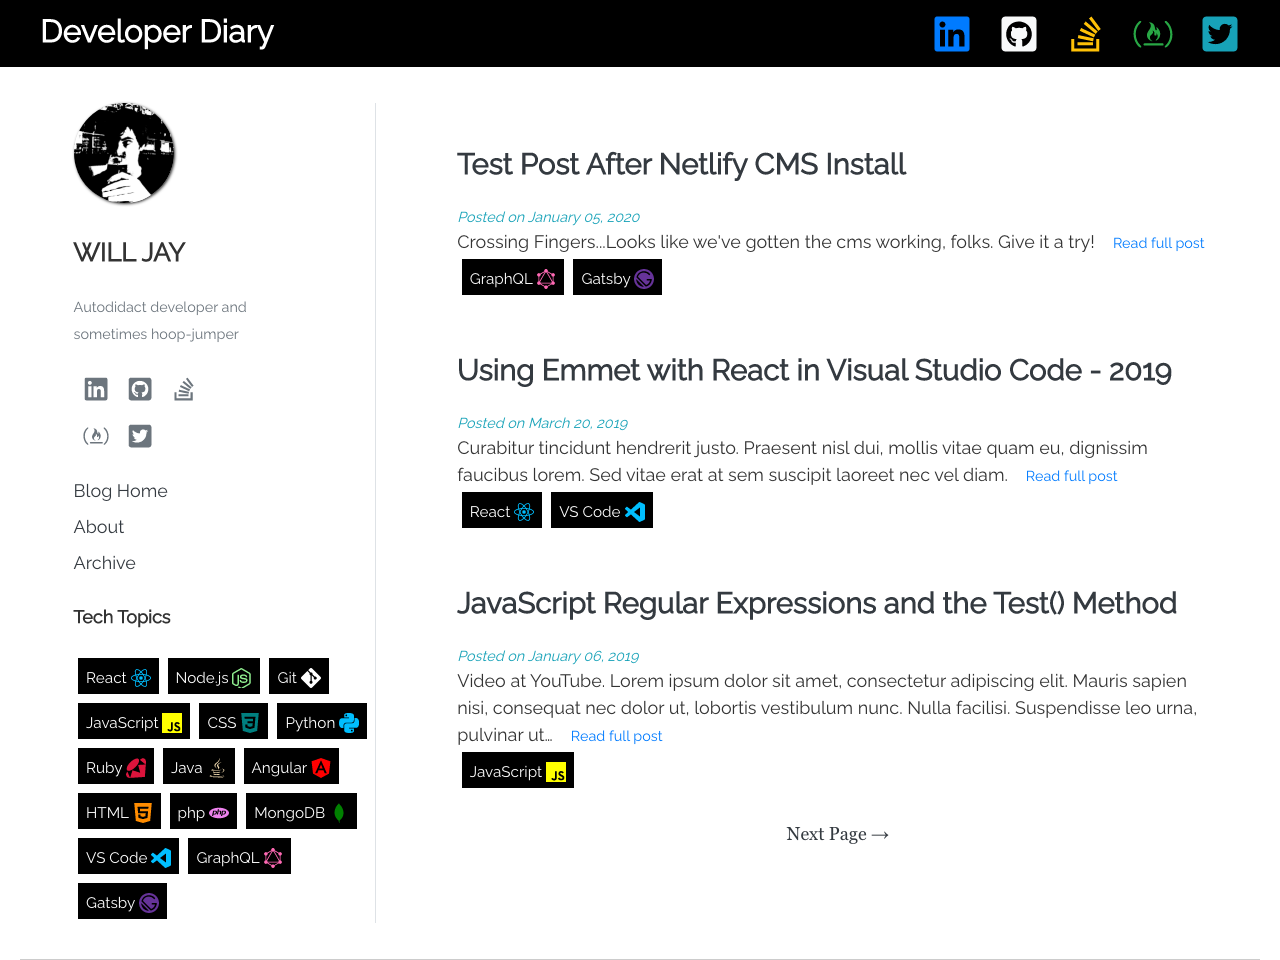 Developer Diary
WILL JAY
Autodidact developer and
sometimes hoop-jumper
Blog Home
About
Archive
Tech Topics
React
Node.js
Git
JavaScript
CSS
Python
Ruby
Java
Angular
HTML
php
MongoDB
VS Code
GraphQL
Gatsby
Test Post After Netlify CMS Install
Posted on January 05, 2020
Crossing Fingers...Looks like we've gotten the cms working, folks. Give it a try! Read full post
GraphQL
Gatsby
Using Emmet with React in Visual Studio Code - 2019
Posted on March 20, 2019
Curabitur tincidunt hendrerit justo. Praesent nisl dui, mollis vitae quam eu, dignissim
faucibus lorem. Sed vitae erat at sem suscipit laoreet nec vel diam. Read full post
React
VS Code
JavaScript Regular Expressions and the Test() Method
Posted on January 06, 2019
Video at YouTube. Lorem ipsum dolor sit amet, consectetur adipiscing elit. Mauris sapien
nisi, consequat nec dolor ut, lobortis vestibulum nunc. Nulla facilisi. Suspendisse leo urna,
pulvinar ut… Read full post
JavaScript
Next Page →